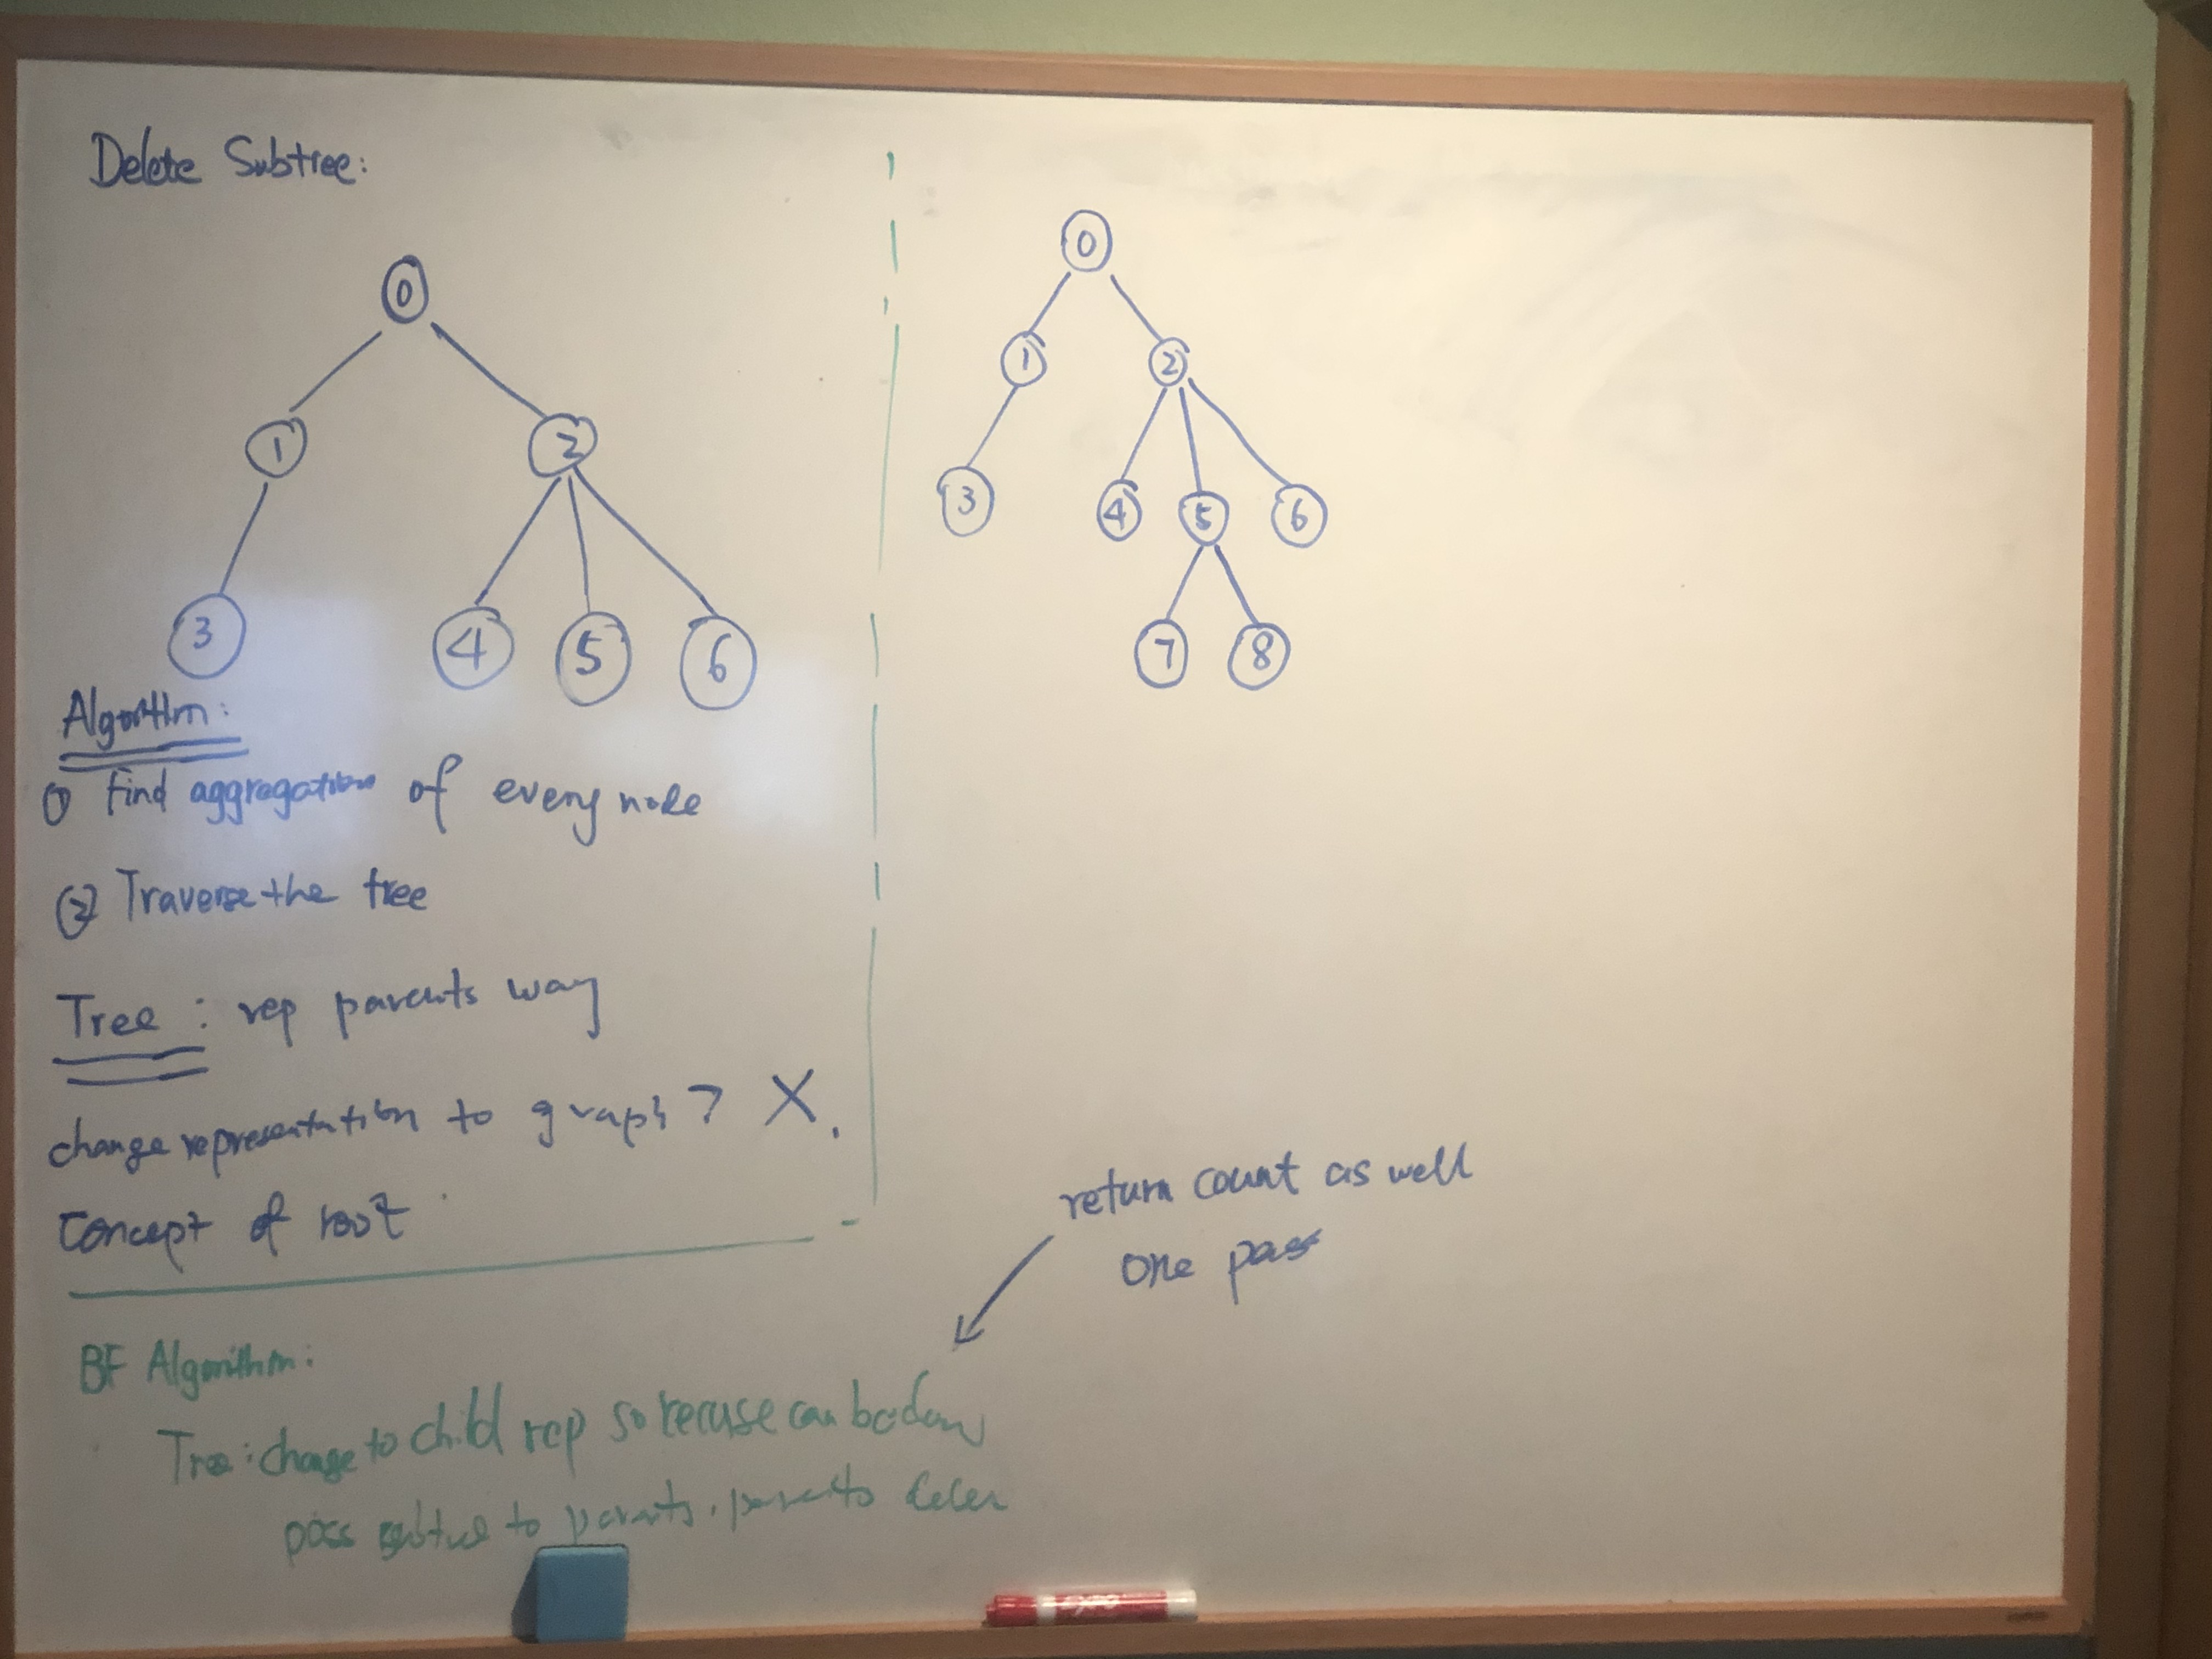 Delete Subtree:
0
1 2
3 4 5 6
Algorithm:
① find aggregation of every node
② Traverse the tree
Tree : rep parents way
change representation to graph? X.
concept of root
0
1 2
3 4 5 6
7 8
return count as well
one pass
BF Algorithm:
Tree: change to child rep so recuse can be
pass subtree to parents, parents
EXPO